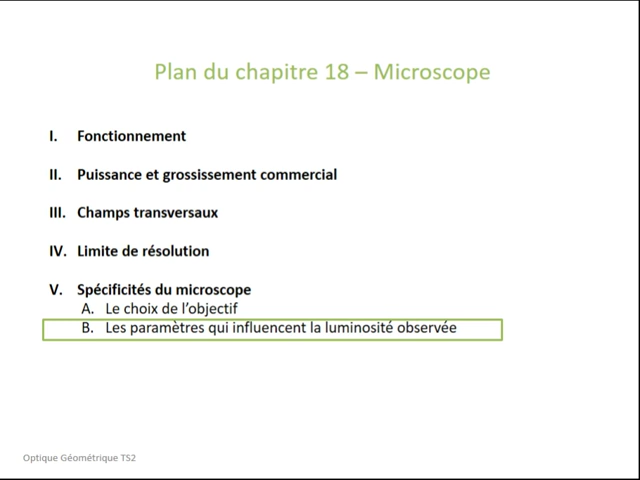 Plan du chapitre 18 – Microscope
I. Fonctionnement
II. Puissance et grossissement commercial
III. Champs transversaux
IV. Limite de résolution
V. Spécificités du microscope
A. Le choix de l'objectif
B. Les paramètres qui influencent la luminosité observée
Optique Géométrique TS2